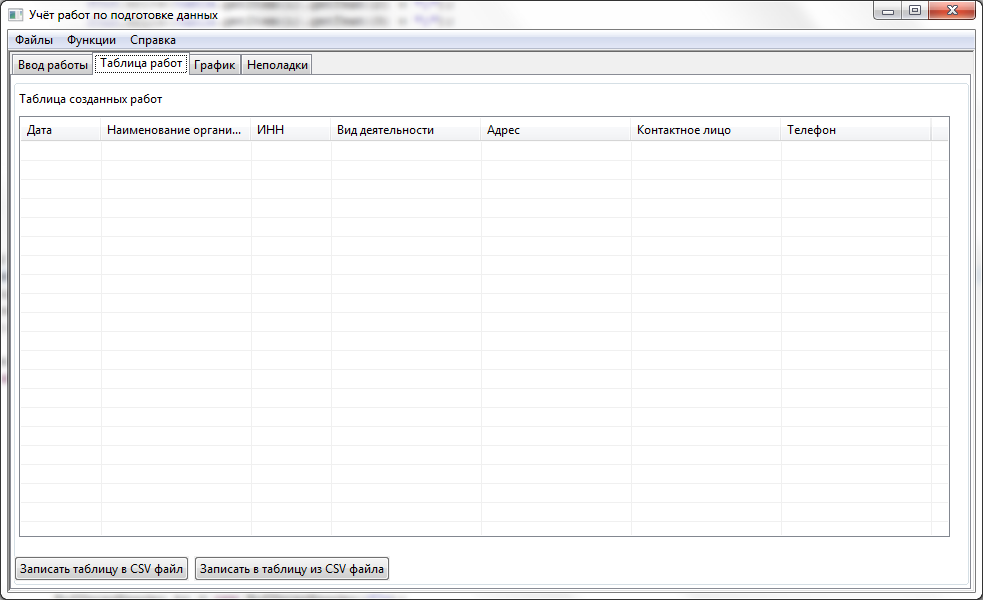 Учёт работ по подготовке данных
Файлы Функции Справка
Ввод работы Таблица работ График Неполадки
Таблица созданных работ
Дата Наименование органи... ИНН Вид деятельности Адрес Контактное лицо Телефон
Записать таблицу в CSV файл Записать в таблицу из CSV файла